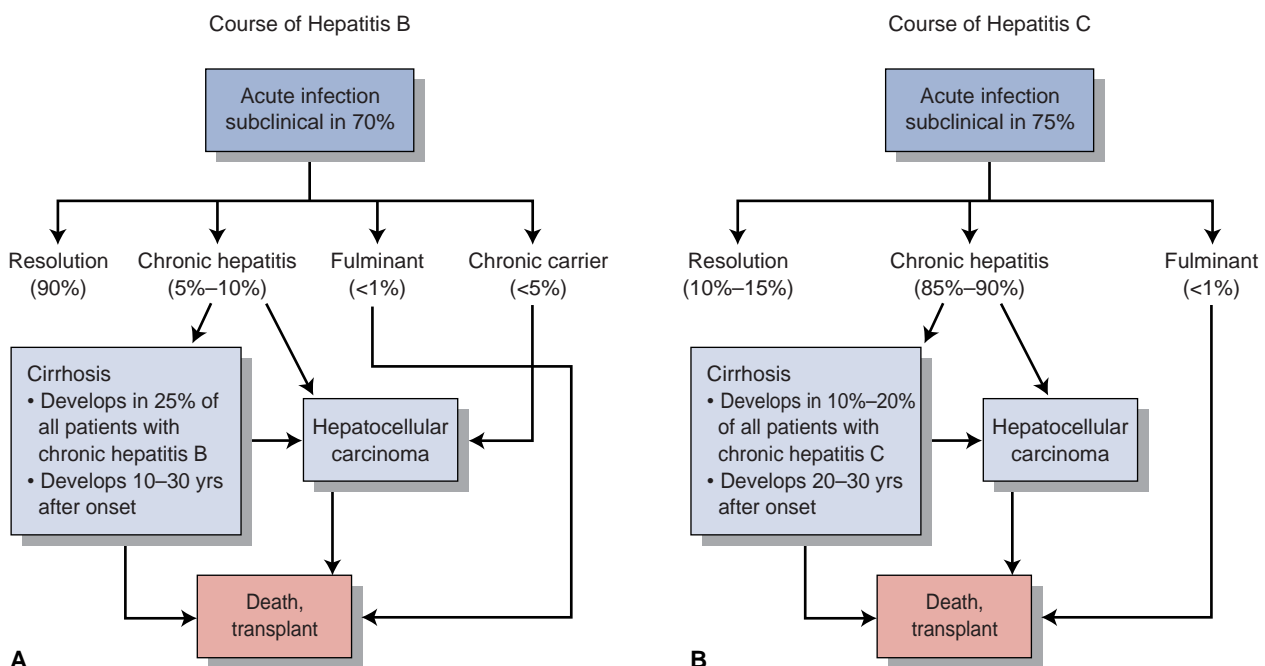 Course of Hepatitis B
Acute infection
subclinical in 70%
Resolution
(90%)
Chronic hepatitis
(5%–10%)
Fulminant
(<1%)
Chronic carrier
(<5%)
Cirrhosis
• Develops in 25% of
all patients with
chronic hepatitis B
• Develops 10–30 yrs
after onset
Hepatocellular
carcinoma
Death,
transplant
A
Course of Hepatitis C
Acute infection
subclinical in 75%
Resolution
(10%–15%)
Chronic hepatitis
(85%–90%)
Fulminant
(<1%)
Cirrhosis
• Develops in 10%–20%
of all patients with
chronic hepatitis C
• Develops 20–30 yrs
after onset
Hepatocellular
carcinoma
Death,
transplant
B